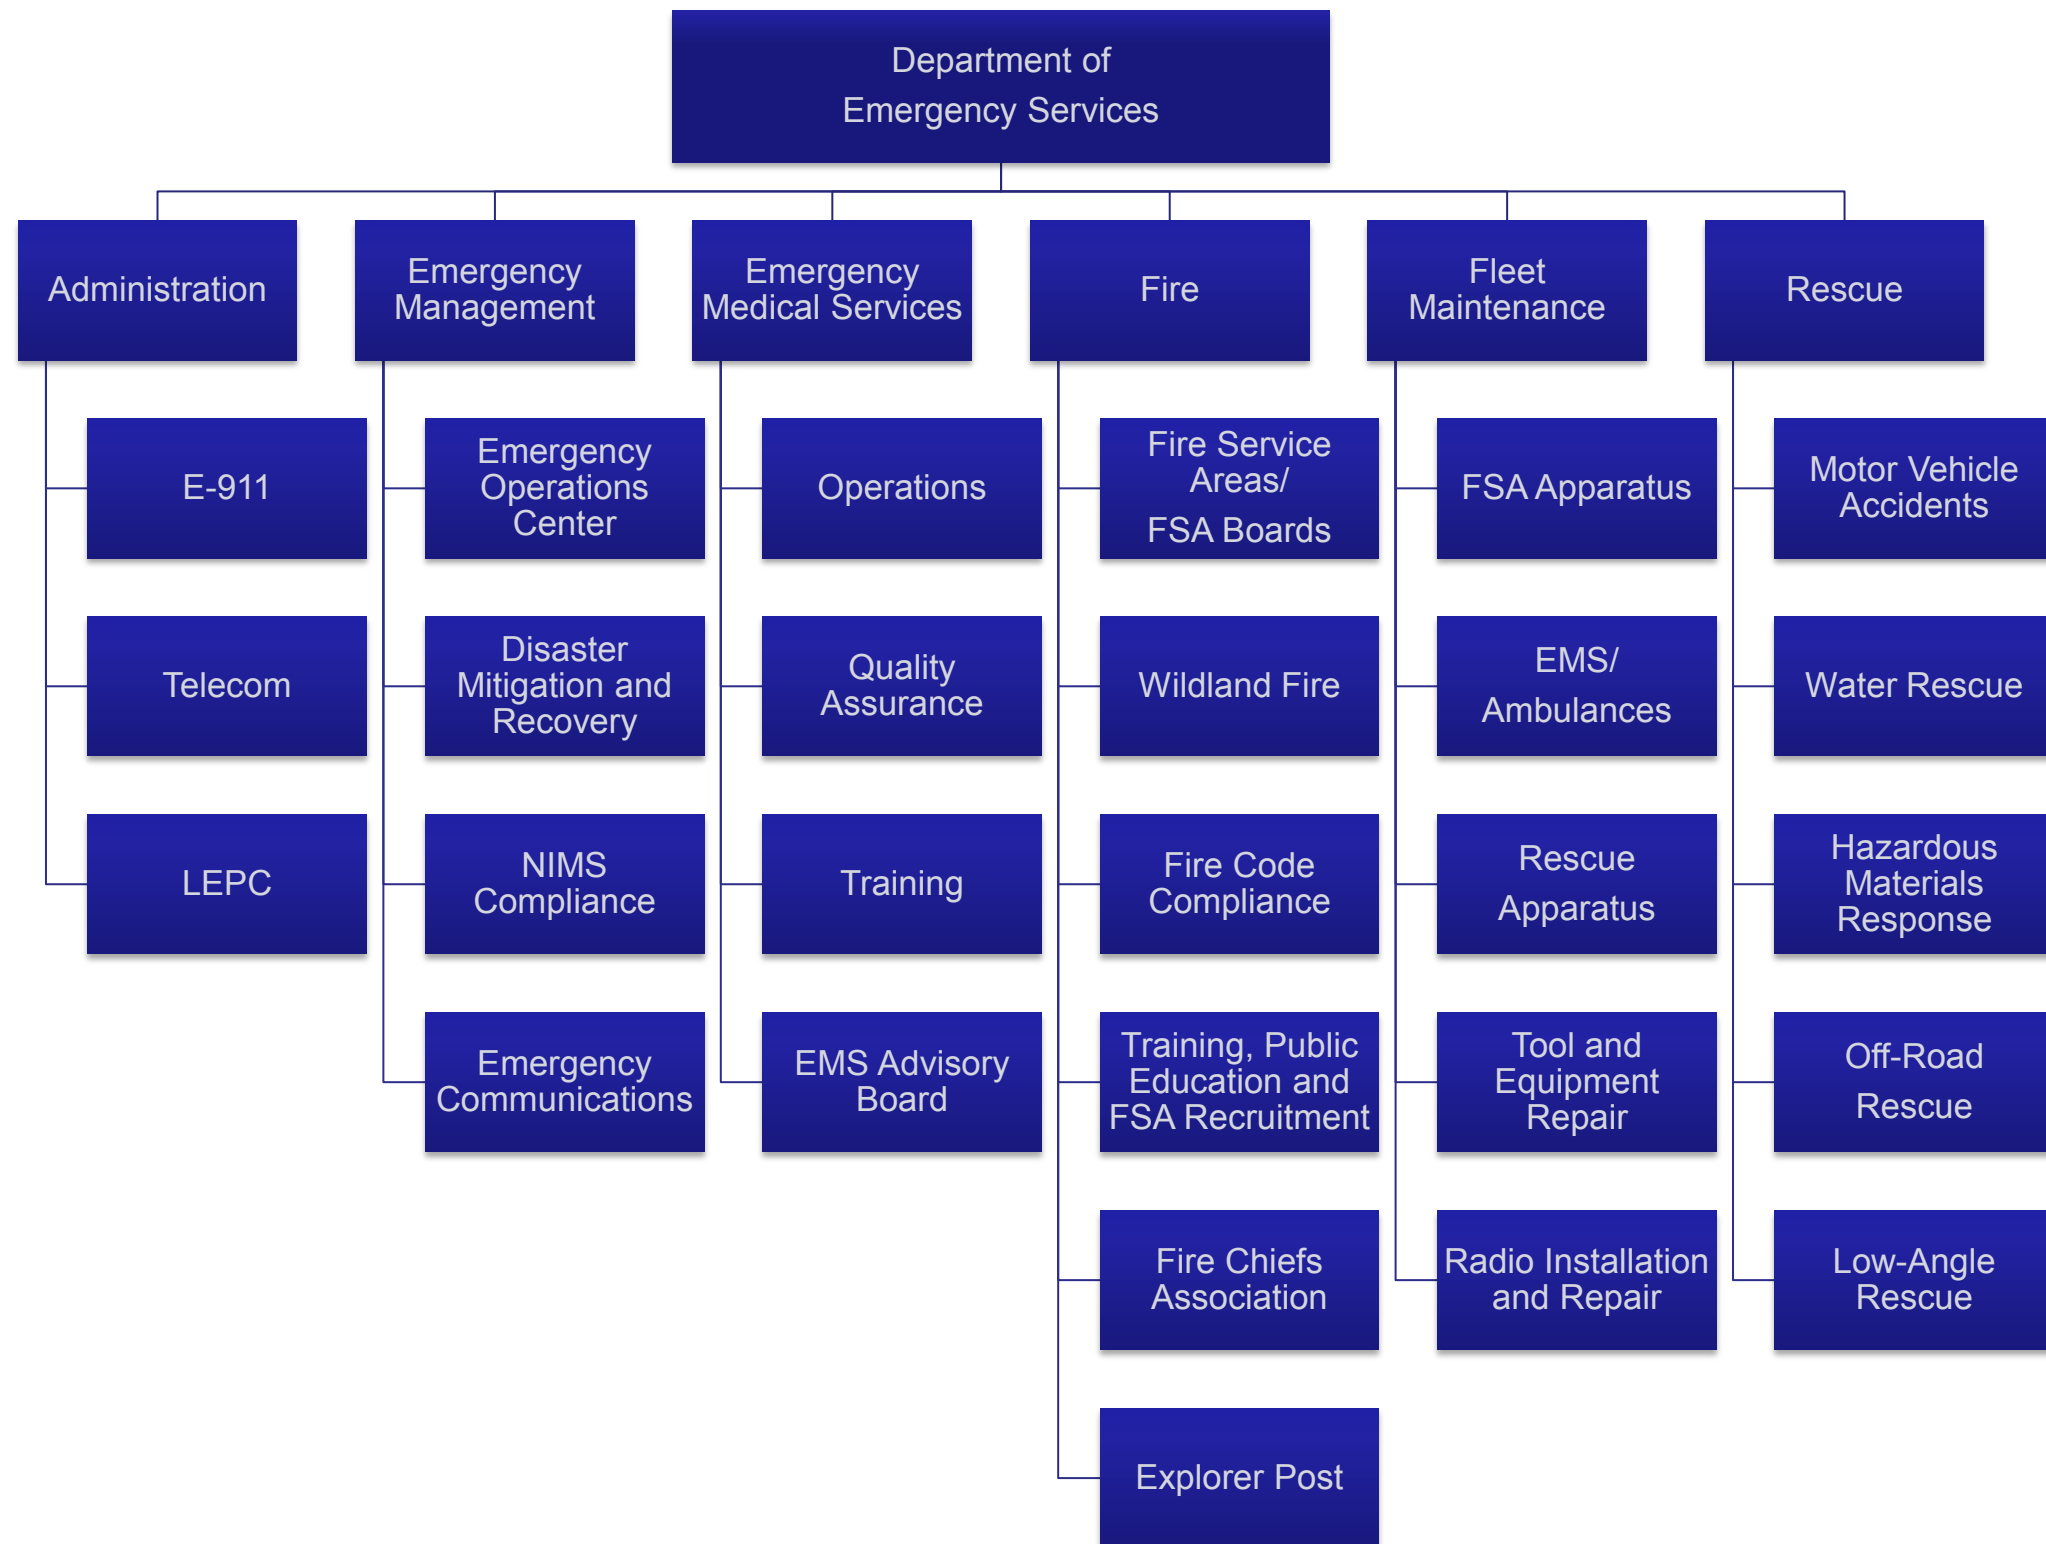 Department of
Emergency Services
Administration
Emergency
Management
Emergency
Medical Services
Fire
Fleet
Maintenance
Rescue
E-911
Telecom
LEPC
Emergency
Operations
Center
Disaster
Mitigation and
Recovery
NIMS
Compliance
Emergency
Communications
Operations
Quality
Assurance
Training
EMS Advisory
Board
Fire Service
Areas/
FSA Boards
Wildland Fire
Fire Code
Compliance
Training, Public
Education and
FSA Recruitment
Fire Chiefs
Association
Explorer Post
FSA Apparatus
EMS/
Ambulances
Rescue
Apparatus
Tool and
Equipment
Repair
Radio Installation
and Repair
Motor Vehicle
Accidents
Water Rescue
Hazardous
Materials
Response
Off-Road
Rescue
Low-Angle
Rescue